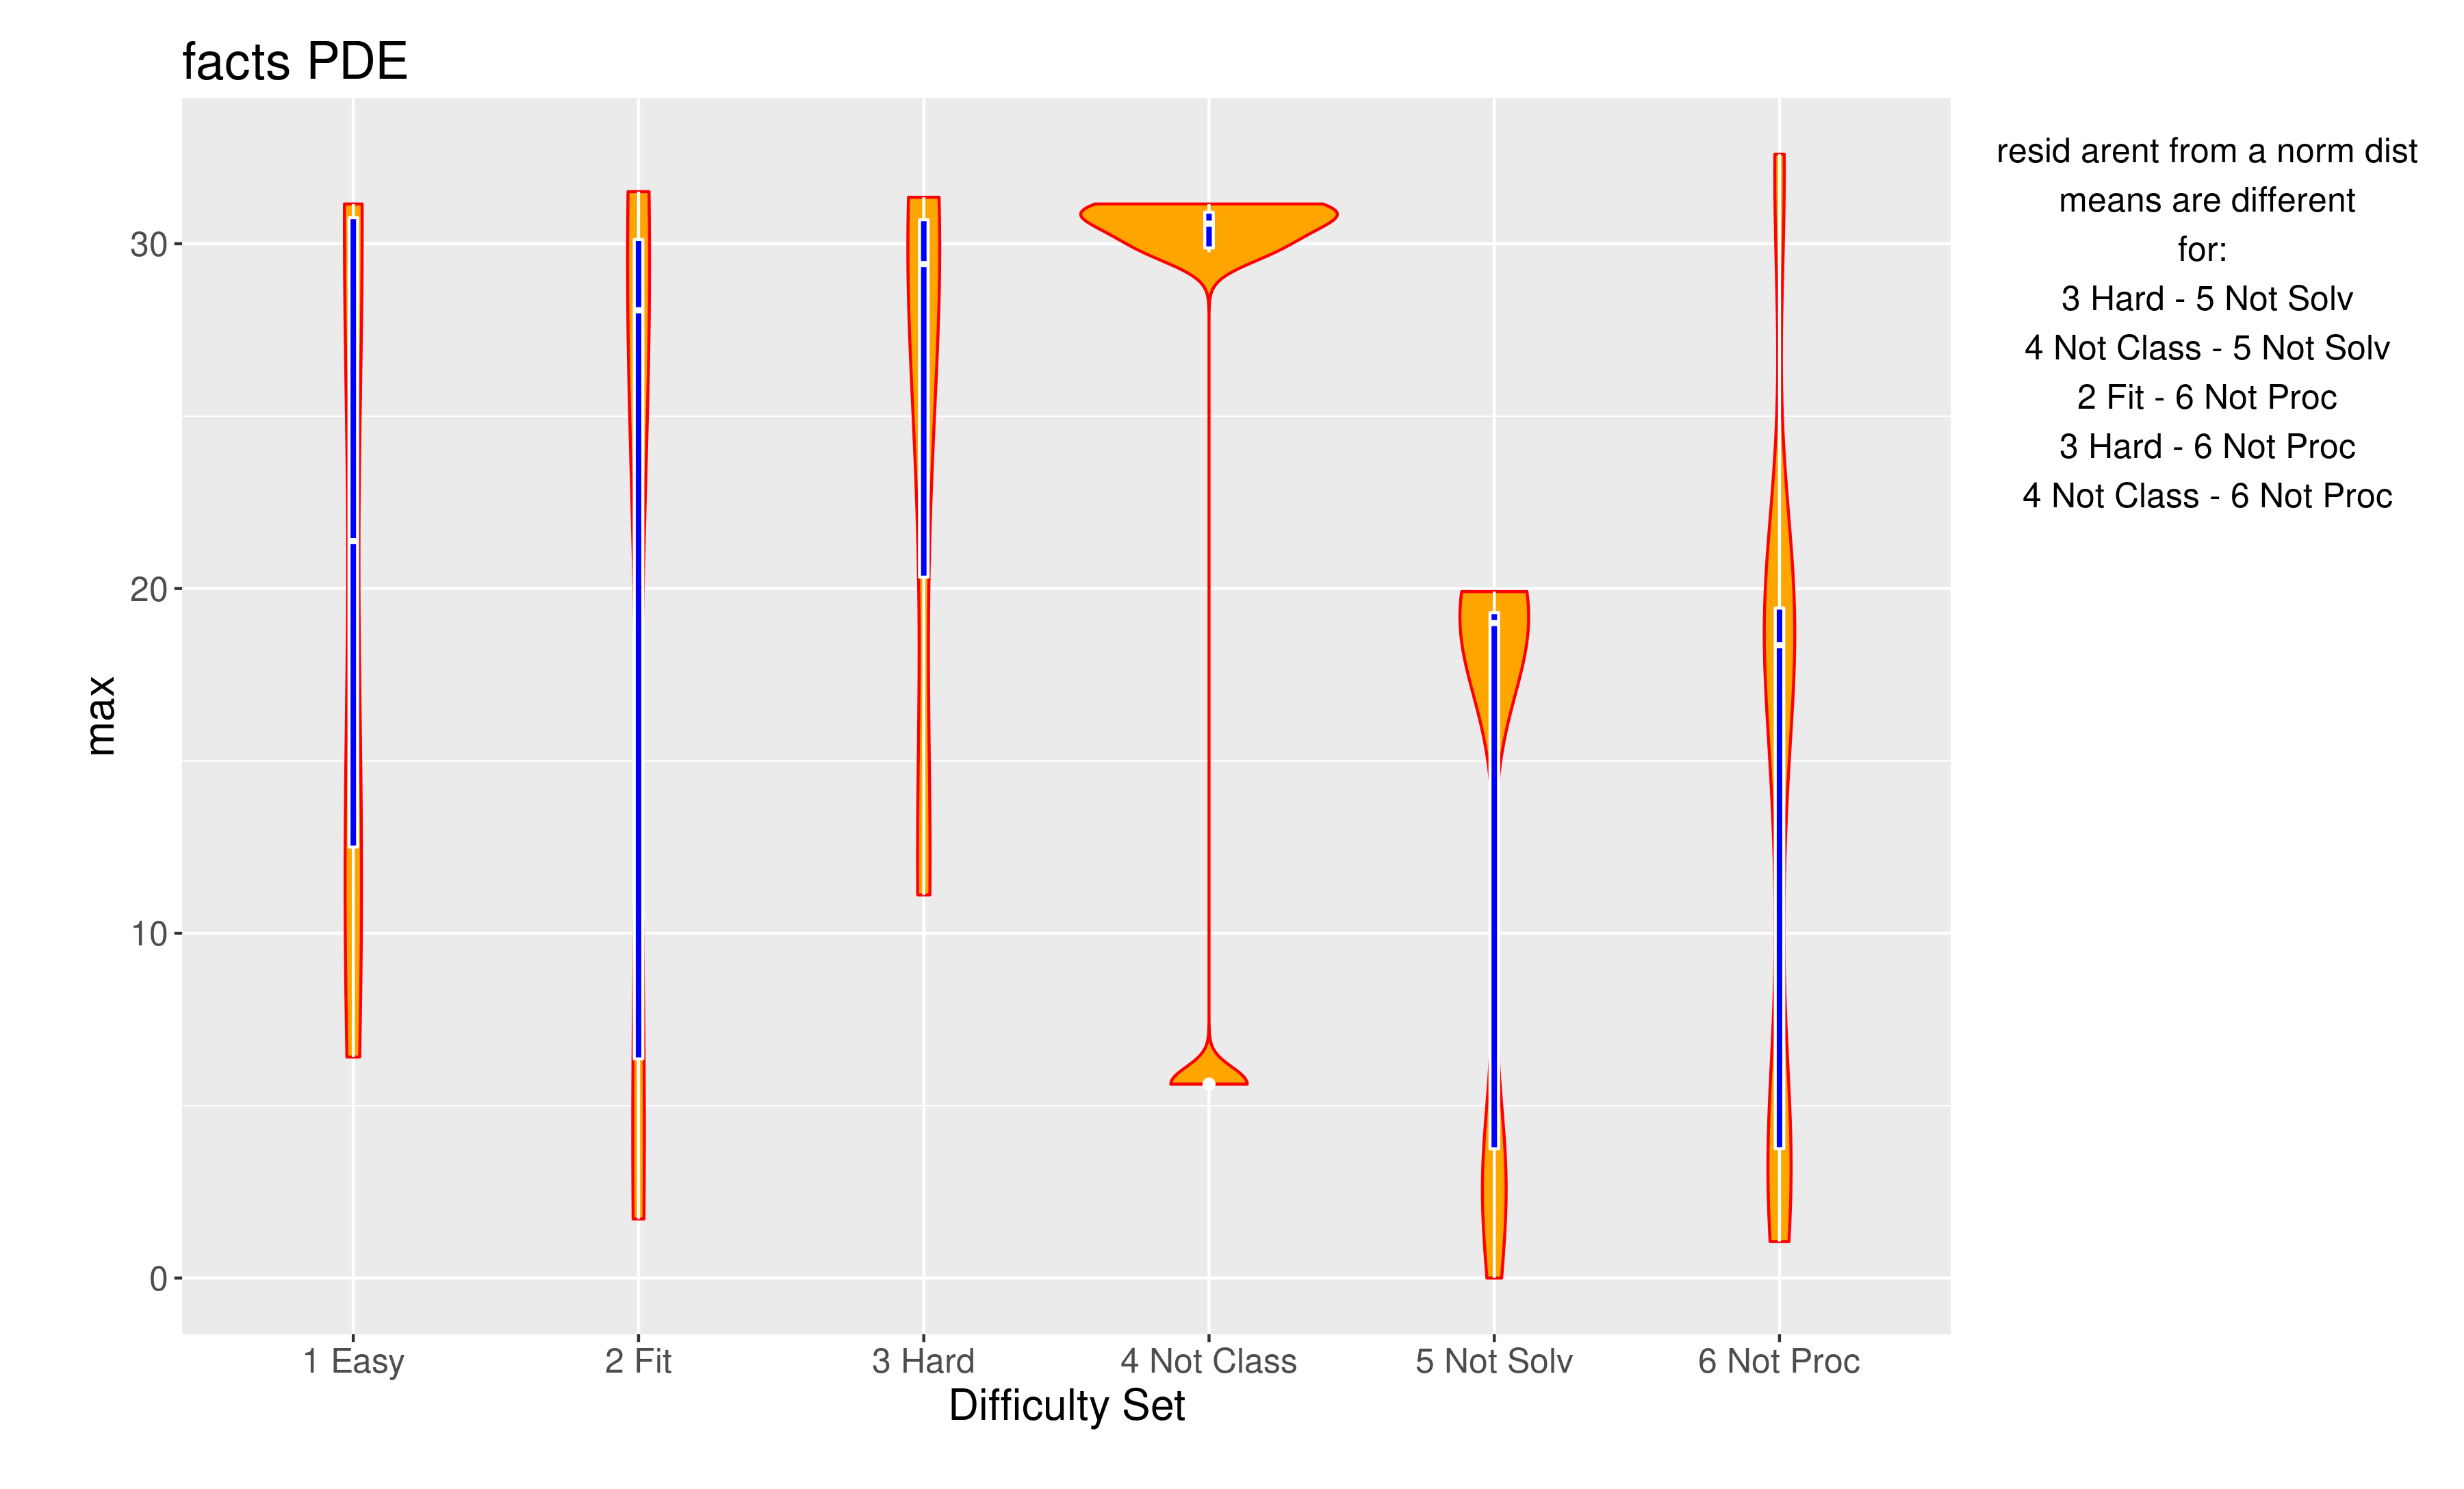 facts PDE
resid arent from a norm dist
means are different
for:
3 Hard - 5 Not Solv
4 Not Class - 5 Not Solv
2 Fit - 6 Not Proc
3 Hard - 6 Not Proc
4 Not Class - 6 Not Proc
max
30
20
10
0
1 Easy
2 Fit
3 Hard
4 Not Class
5 Not Solv
6 Not Proc
Difficulty Set